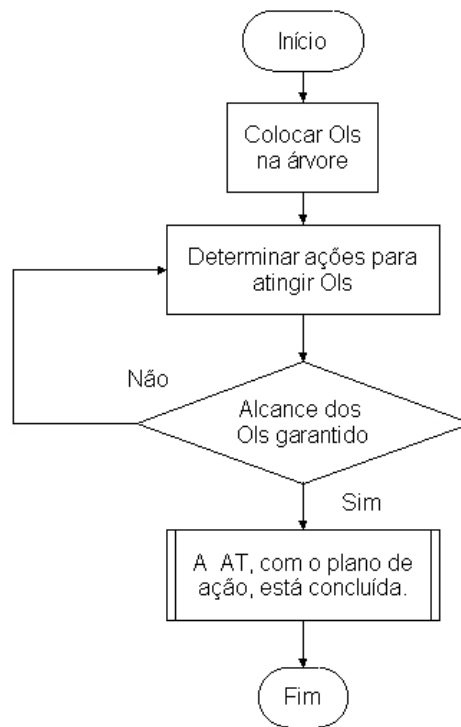 Início
Colocar OIs
na árvore
Determinar ações para
atingir OIs
Não
Alcance dos
OIs garantido
Sim
A AT, com o plano de
ação, está concluída.
Fim